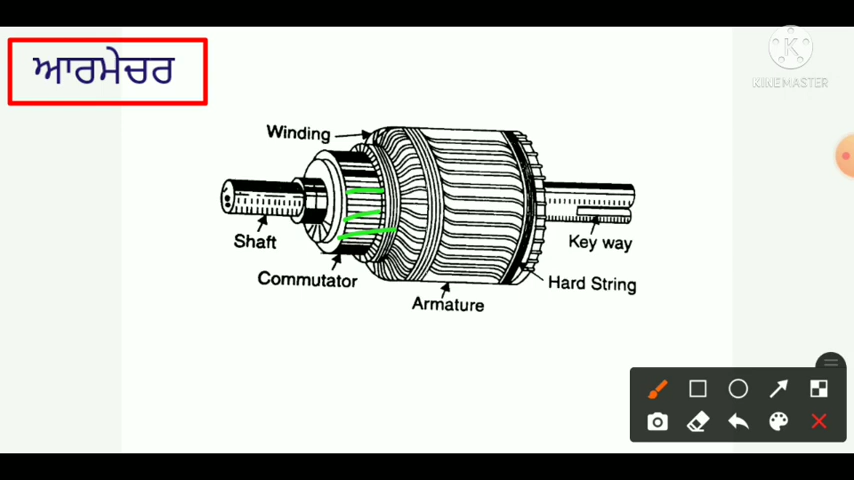 ਆਰਮੇਚਰ
KINEMASTER
Winding
Shaft
Key way
Commutator
Hard String
Armature